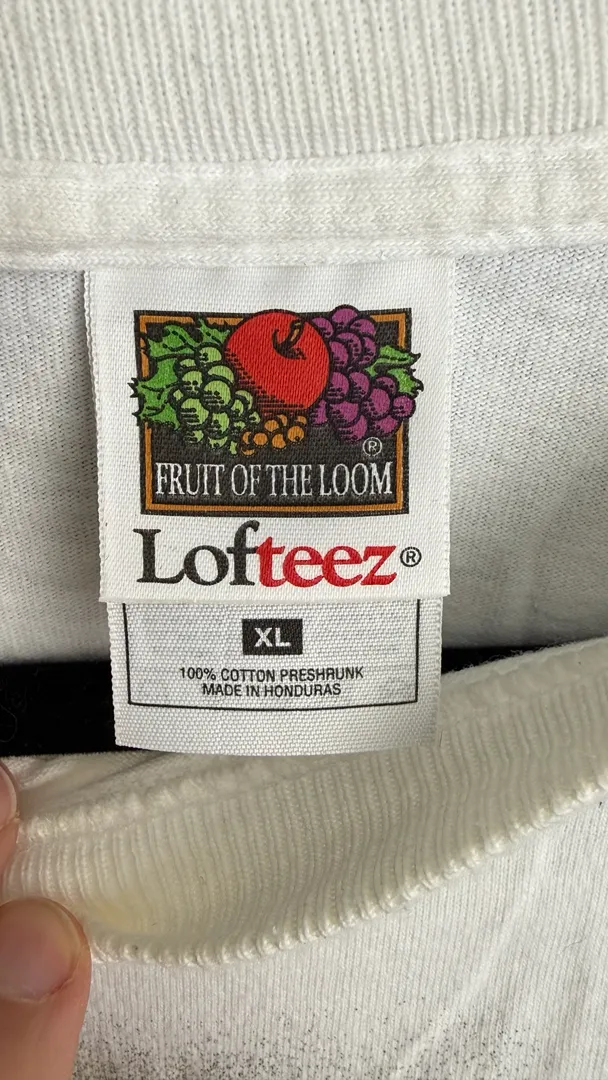 ®
FRUIT OF THE LOOM
Lofteez®
XL
100% COTTON PRESHRUNK
MADE IN HONDURAS